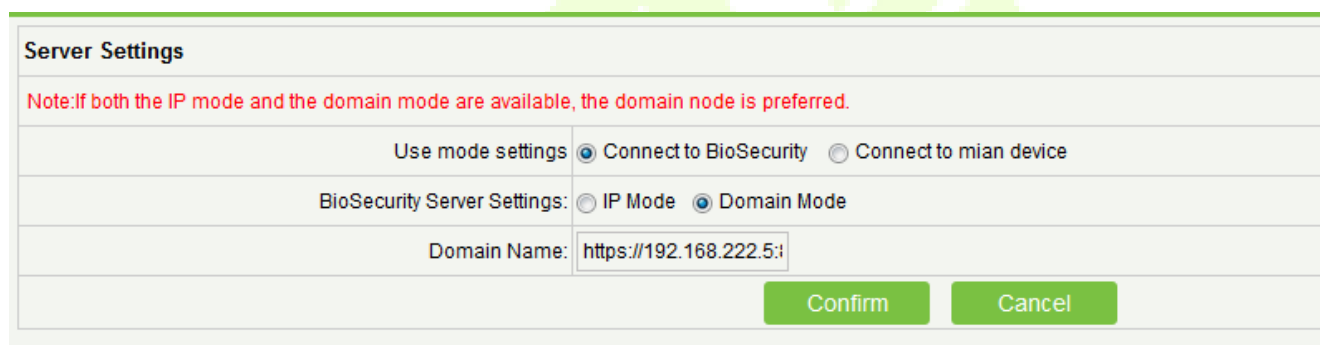 Server Settings
Note:If both the IP mode and the domain mode are available, the domain node is preferred.
Use mode settings Connect to BioSecurity Connect to mian device
BioSecurity Server Settings: IP Mode Domain Mode
Domain Name: https://192.168.222.5:
Confirm Cancel